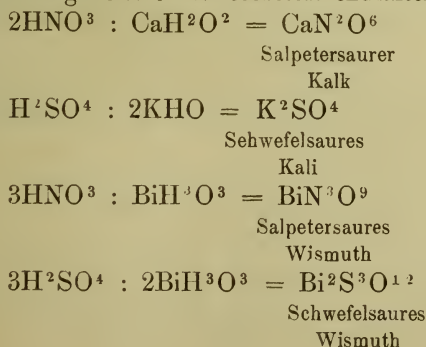 2HNO³ : CaH²O² = CaN²O⁶
Salpetersaurer
Kalk
H²SO⁴ : 2KHO = K²SO⁴
Sehwefelsaures
Kali
3HNO³ : BiH³O³ = BiN³O⁹
Salpetersaures
Wismuth
3H²SO⁴ : 2BiH³O³ = Bi²S³O¹²
Schwefelsaures
Wismuth